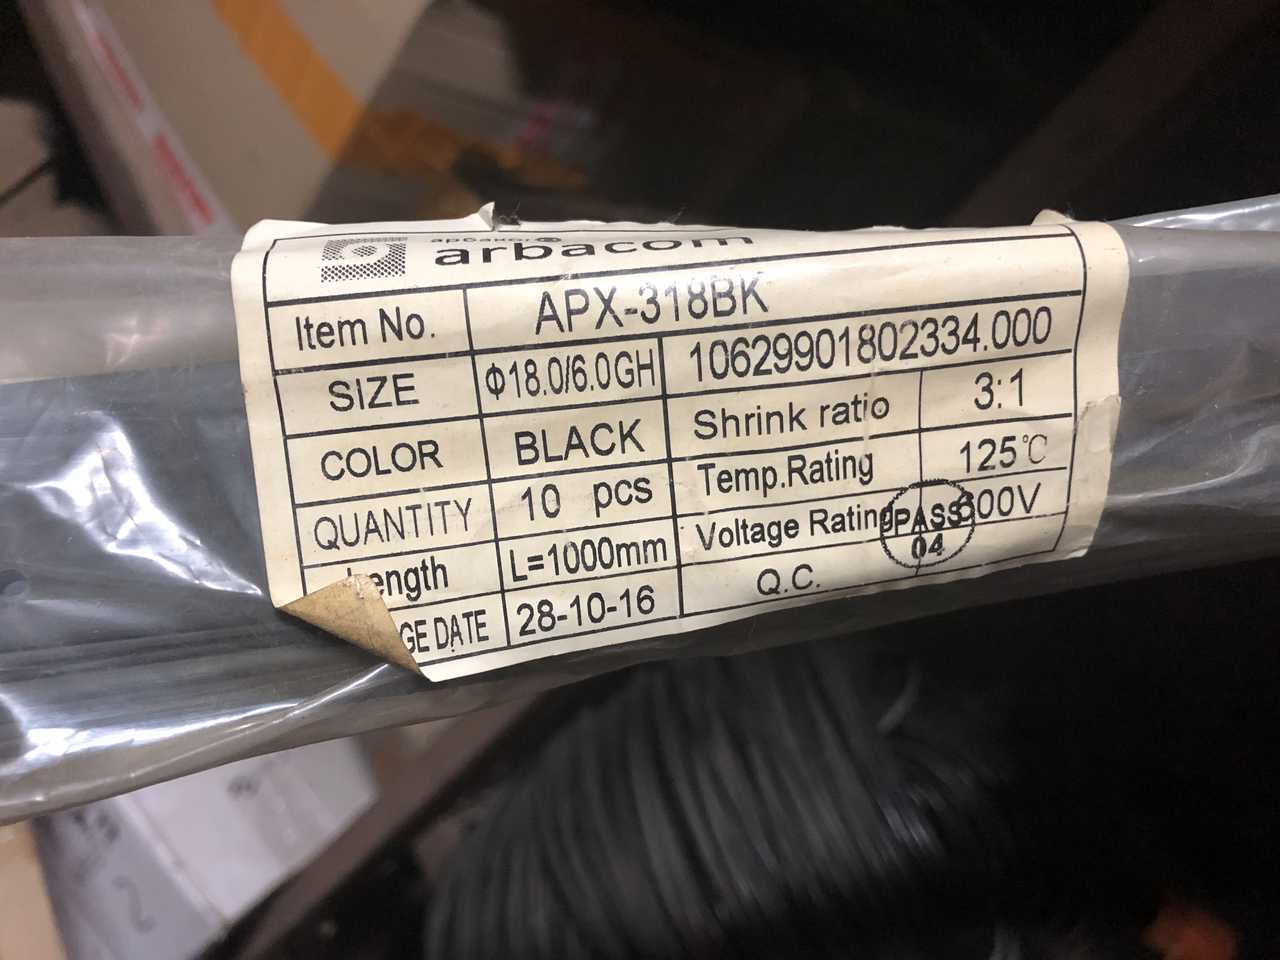 arbacom
Item No. APX-318BK
SIZE Φ18.0/6.0GH 10629901802334.000
COLOR BLACK Shrink ratio 3:1
QUANTITY 10 pcs Temp.Rating 125℃
Length L=1000mm Voltage Rating 600V
GE DATE 28-10-16 Q.C.
PASS
04